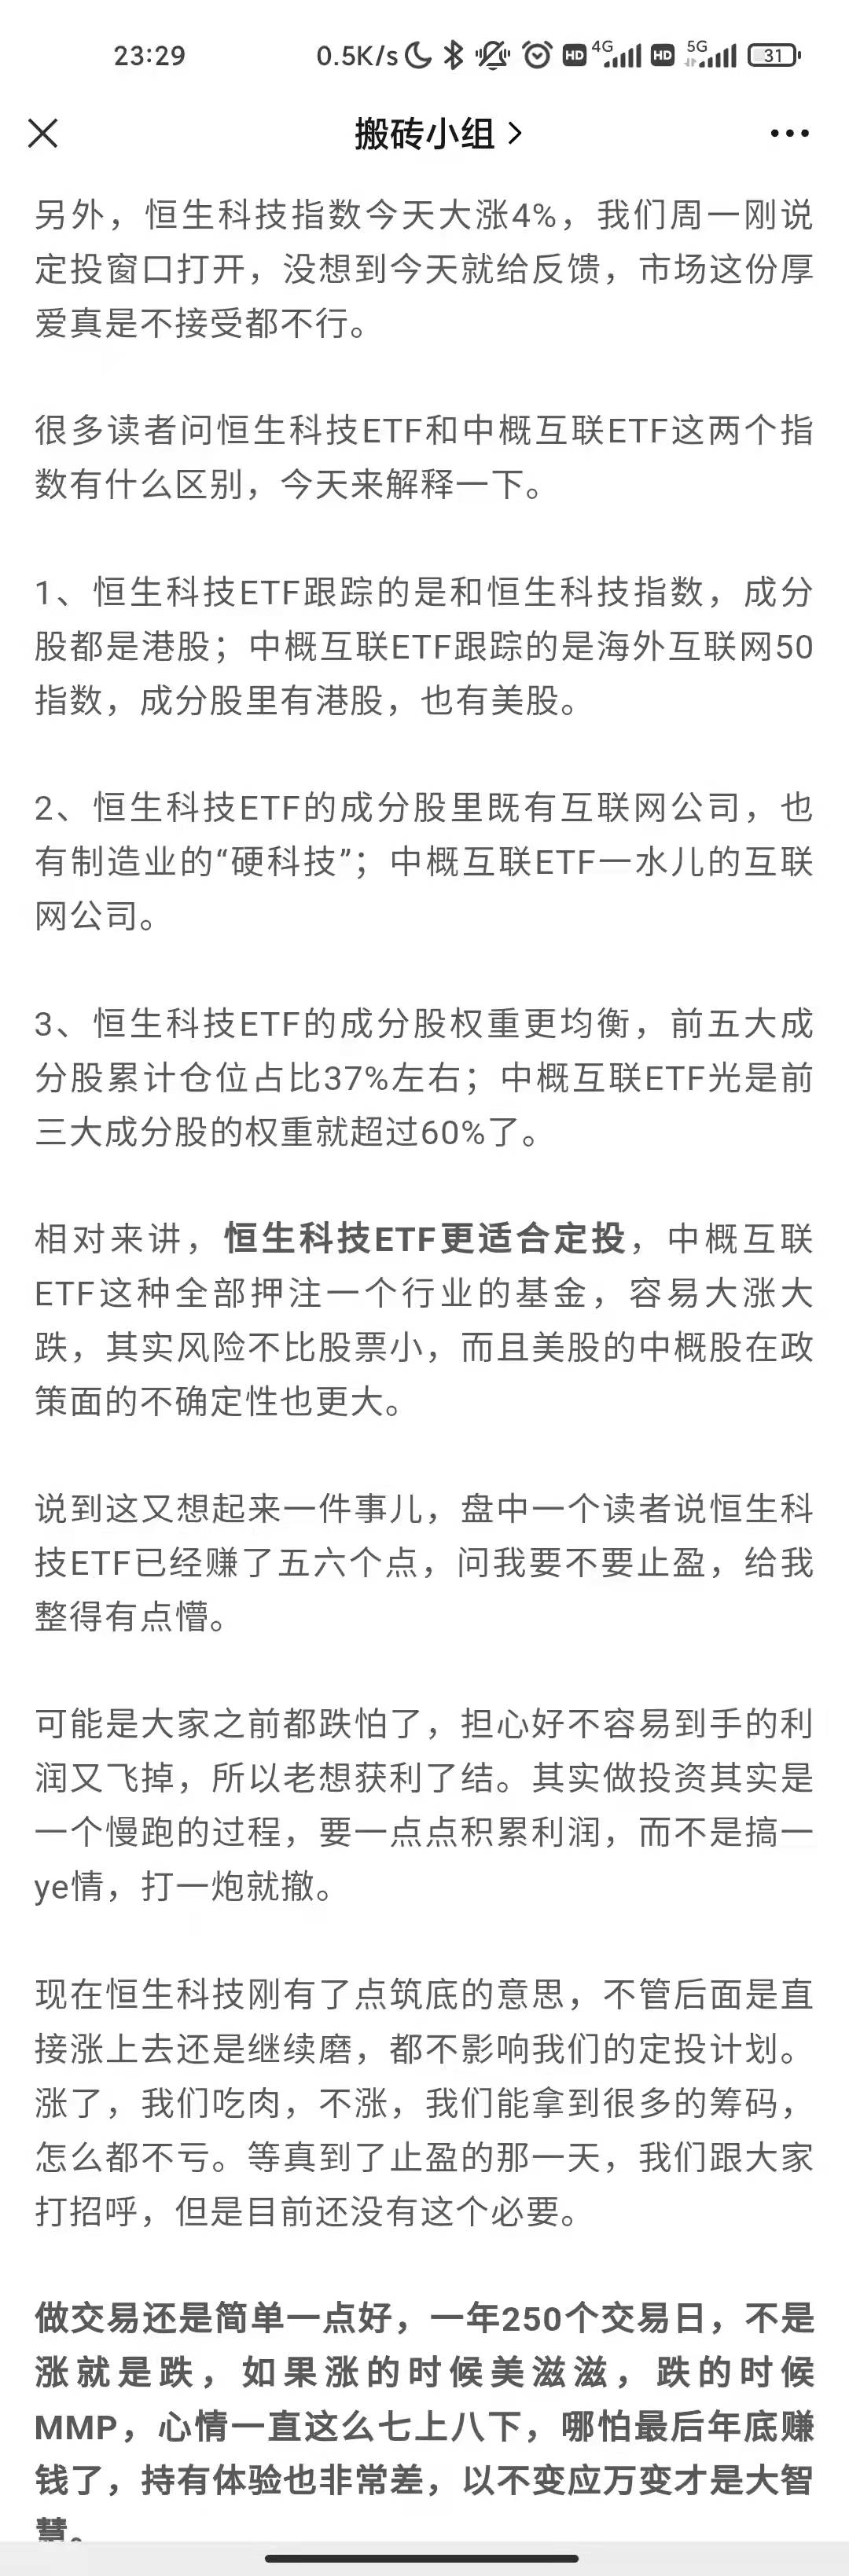 23:29
0.5K/s
HD
4G
HD
5G
31
搬砖小组
另外，恒生科技指数今天大涨4%，我们周一刚说
定投窗口打开，没想到今天就给反馈，市场这份厚
爱真是不接受都不行。
很多读者问恒生科技ETF和中概互联ETF这两个指
数有什么区别，今天来解释一下。
1、恒生科技ETF跟踪的是和恒生科技指数，成分
股都是港股；中概互联ETF跟踪的是海外互联网50
指数，成分股里有港股，也有美股。
2、恒生科技ETF的成分股里既有互联网公司，也
有制造业的“硬科技”；中概互联ETF一水儿的互联
网公司。
3、恒生科技ETF的成分股权重更均衡，前五大成
分股累计仓位占比37%左右；中概互联ETF光是前
三大成分股的权重就超过60%了。
相对来讲，恒生科技ETF更适合定投，中概互联
ETF这种全部押注一个行业的基金，容易大涨大
跌，其实风险不比股票小，而且美股的中概股在政
策面的不确定性也更大。
说到这又想起来一件事儿，盘中一个读者说恒生科
技ETF已经赚了五六个点，问我要不要止盈，给我
整得有点懵。
可能是大家之前都跌怕了，担心好不容易到手的利
润又飞掉，所以老想获利了结。其实做投资其实是
一个慢跑的过程，要一点点积累利润，而不是搞一
ye情，打一炮就撤。
现在恒生科技刚有了点筑底的意思，不管后面是直
接涨上去还是继续磨，都不影响我们的定投计划。
涨了，我们吃肉，不涨，我们能拿到很多的筹码，
怎么都不亏。等真到了止盈的那一天，我们跟大家
打招呼，但是目前还没有这个必要。
做交易还是简单一点好，一年250个交易日，不是
涨就是跌，如果涨的时候美滋滋，跌的时候
MMP，心情一直这么七上八下，哪怕最后年底赚
钱了，持有体验也非常差，以不变应万变才是大智
慧。